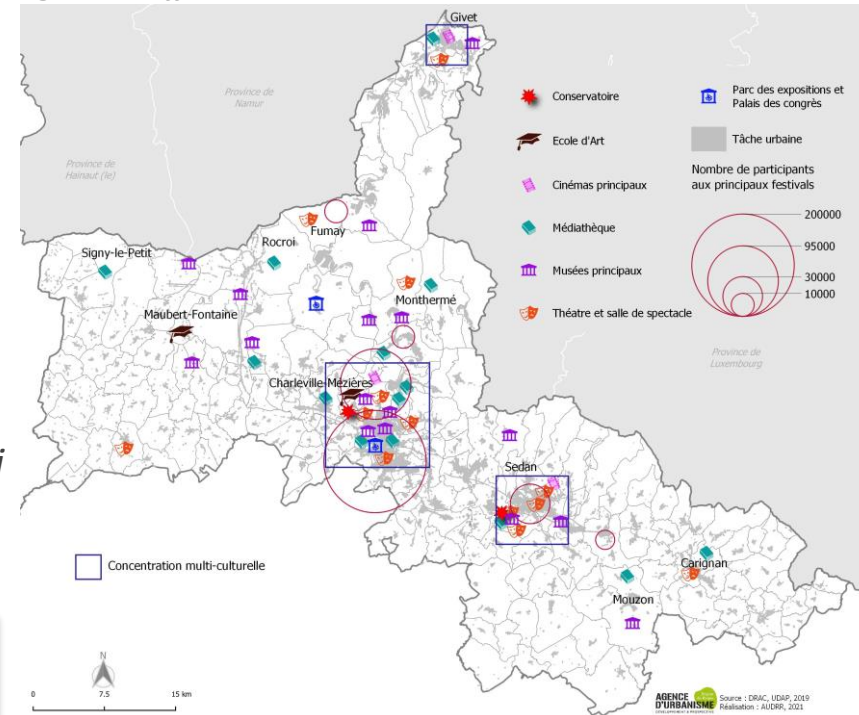 Givet
Province de
Namur
Province de
Hainaut (le)
Conservatoire
Ecole d'Art
Cinémas principaux
Médiathèque
Musées principaux
Théatre et salle de spectacle
Parc des expositions et
Palais des congrès
Tâche urbaine
Nombre de participants
aux principaux festivals
200000
95000
30000
10000
Fumay
Rocroi
Signy-le-Petit
Monthermé
Maubert-Fontaine
Province de
Luxembourg
Charleville-Mézières
Sedan
Carignan
Mouzon
Concentration multi-culturelle
N
0 7.5 15 km
AGENCE
D'URBANISME
Source : DRAC, UDAP, 2019
Réalisation : AUDRR, 2021